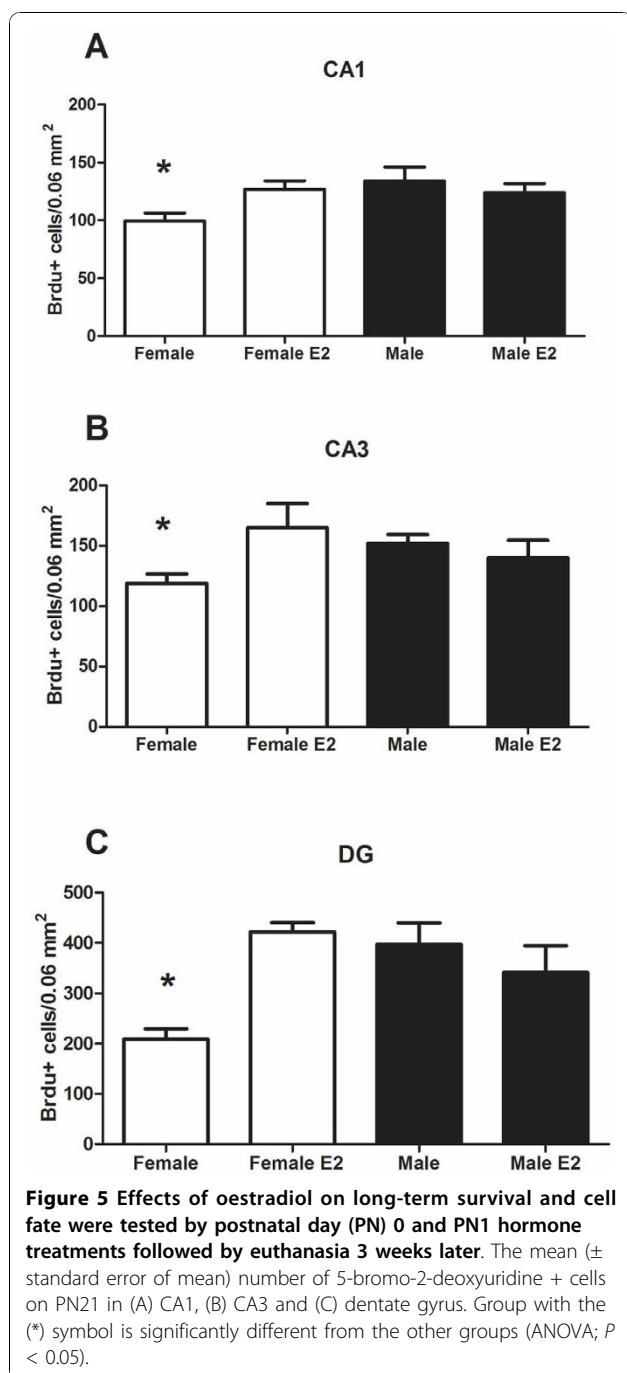 A
CA1
Brdu+ cells/0.06 mm²
200
150
100
50
0
*
Female
Female E2
Male
Male E2
B
CA3
Brdu+ cells/0.06 mm²
200
150
100
50
0
*
Female
Female E2
Male
Male E2
C
DG
Brdu+ cells/0.06 mm²
500
400
300
200
100
0
*
Female
Female E2
Male
Male E2
Figure 5 Effects of oestradiol on long-term survival and cell
fate were tested by postnatal day (PN) 0 and PN1 hormone
treatments followed by euthanasia 3 weeks later. The mean (±
standard error of mean) number of 5-bromo-2-deoxyuridine + cells
on PN21 in (A) CA1, (B) CA3 and (C) dentate gyrus. Group with the
(*) symbol is significantly different from the other groups (ANOVA; P
< 0.05).